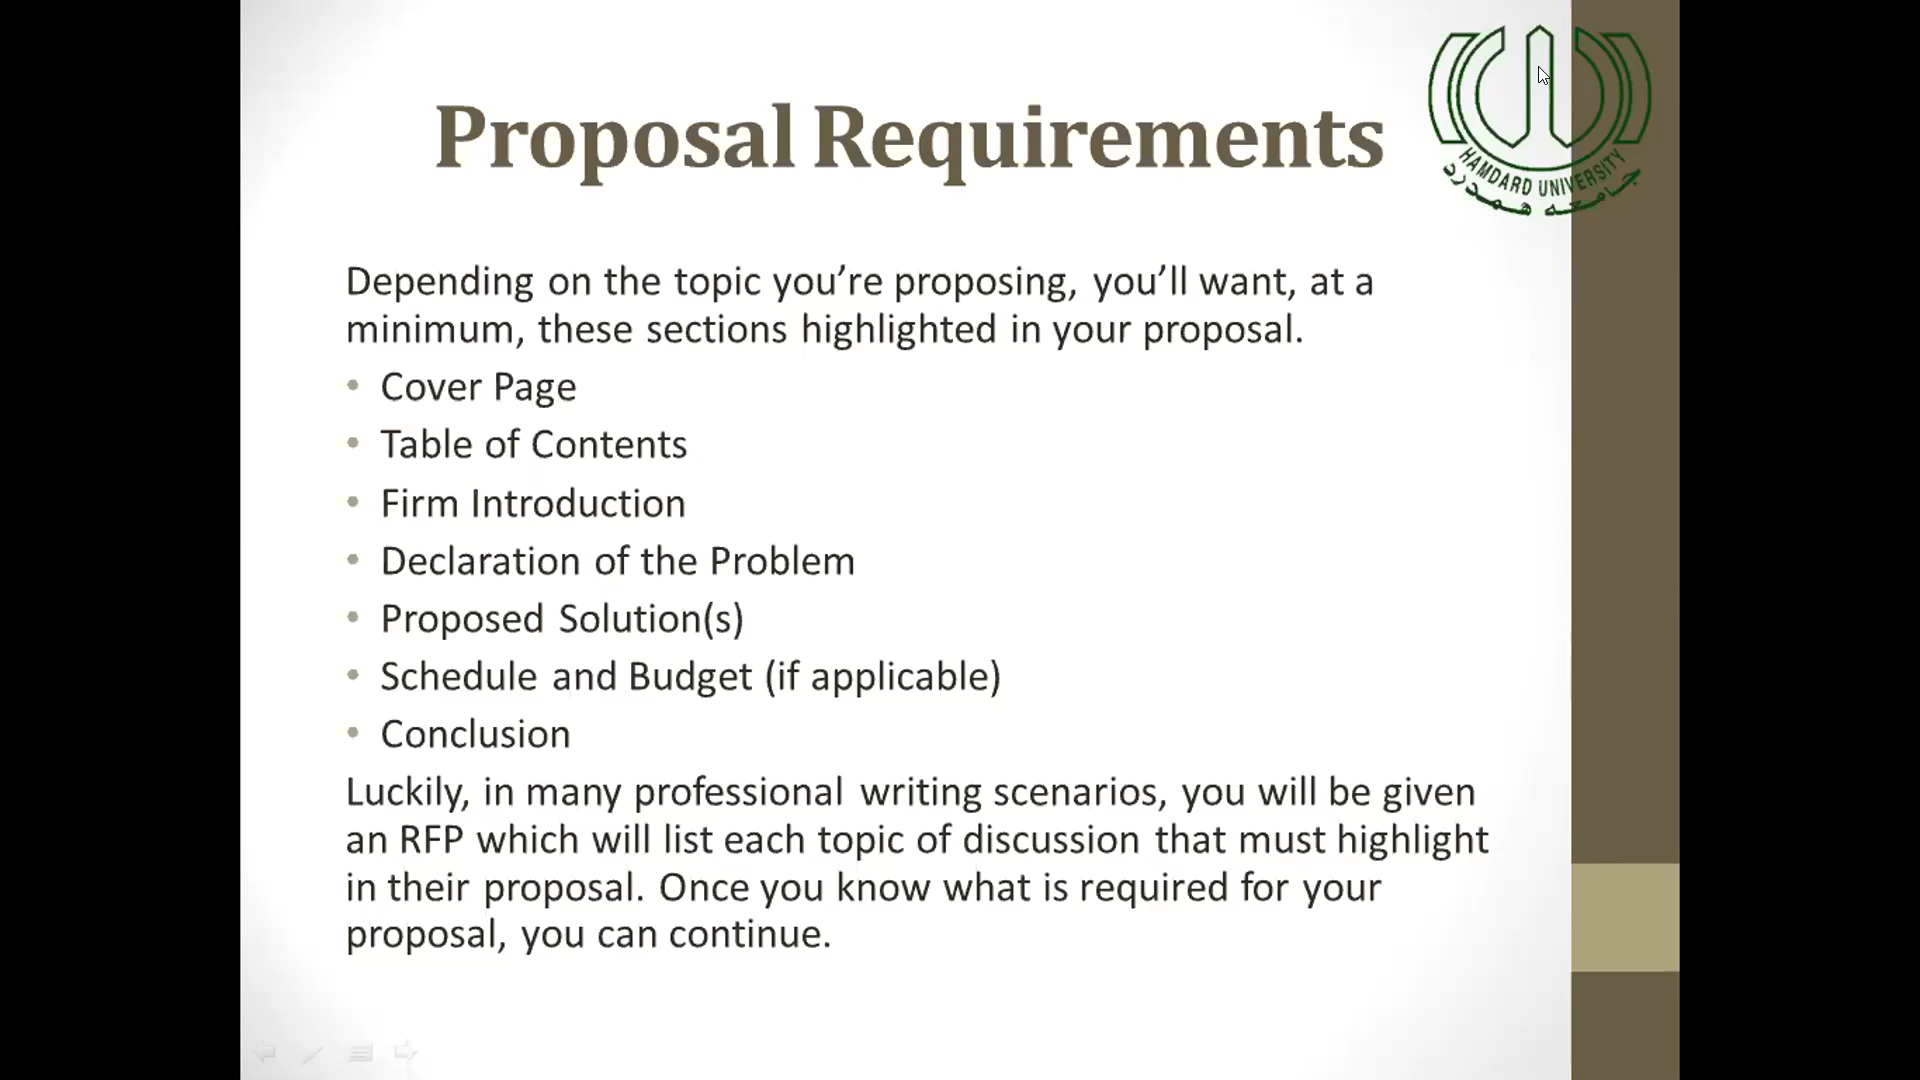 Proposal Requirements
HAMDARD UNIVERSITY
جامعه همدرد
Depending on the topic you’re proposing, you’ll want, at a
minimum, these sections highlighted in your proposal.
• Cover Page
• Table of Contents
• Firm Introduction
• Declaration of the Problem
• Proposed Solution(s)
• Schedule and Budget (if applicable)
• Conclusion
Luckily, in many professional writing scenarios, you will be given
an RFP which will list each topic of discussion that must highlight
in their proposal. Once you know what is required for your
proposal, you can continue.